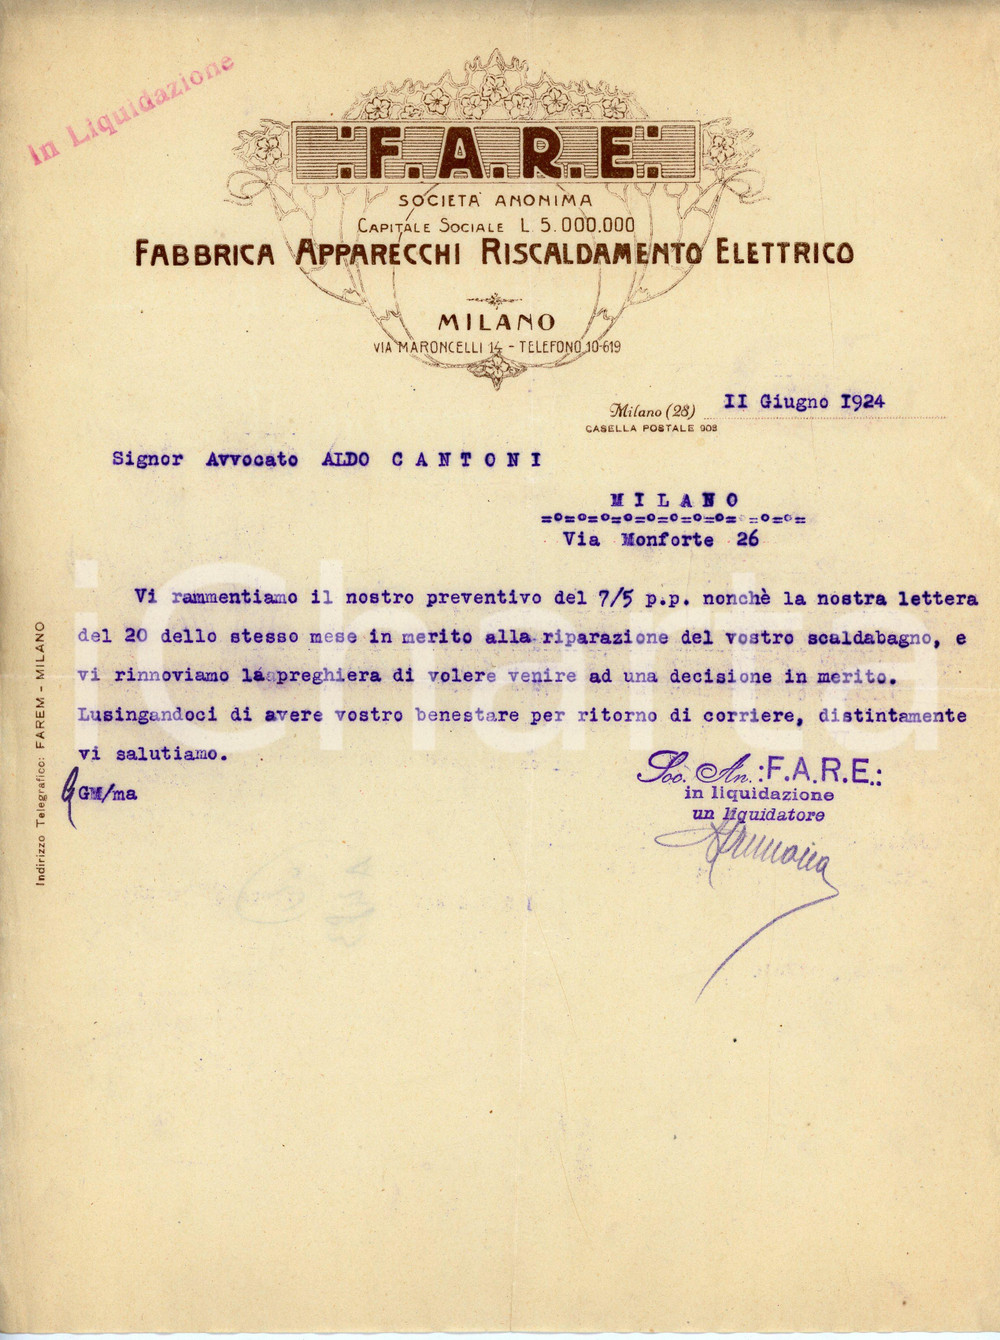 In Liquidazione
:F.A.R.E:
SOCIETÀ ANONIMA
CAPITALE SOCIALE L. 5.000.000
FABBRICA APPARECCHI RISCALDAMENTO ELETTRICO
MILANO
VIA MARONCELLI 14 - TELEFONO 10-619
Milano (28) II Giugno I924
CASELLA POSTALE 908
Signor Avvocato ALDO C A N T O N I
M I L A N O
=o=o=o=o=o=o=o=o= =o=o=
Via Monforte 26
Vi rammentiamo il nostro preventivo del 7/5 p.p. nonchè la nostra lettera
del 20 dello stesso mese in merito alla riparazione del vostro scaldabagno, e
vi rinnoviamo la preghiera di volere venire ad una decisione in merito.
Lusingandoci di avere vostro benestare per ritorno di corriere, distintamente
vi salutiamo.
GM/ma
Soc. An. :F.A.R.E.:
in liquidazione
un liquidatore
Indirizzo Telegrafico: FAREM - MILANO
iCharta